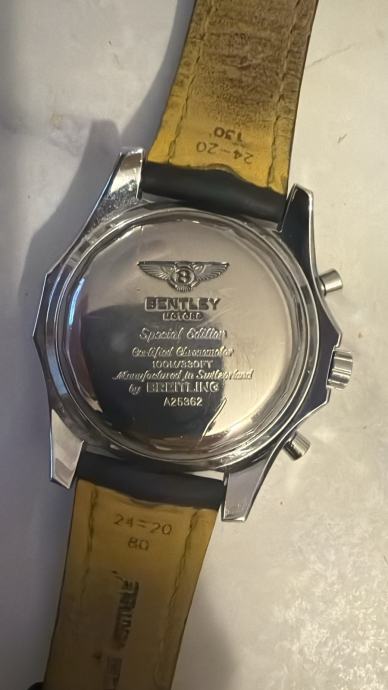 24-20
130
B
BENTLEY
MOTORS
Special Edition
Certified Chronometer
100M/330FT
Manufactured in Switzerland
by BREITLING
A25362
24-20
80